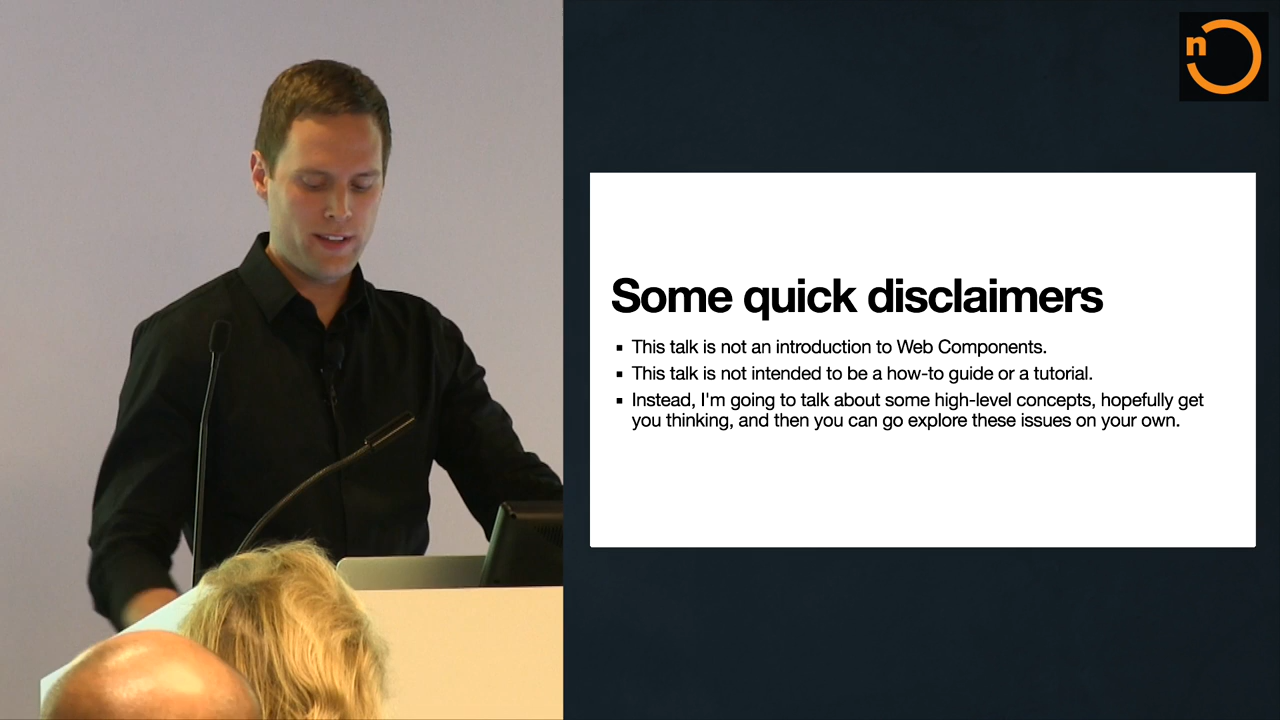 n
Some quick disclaimers
This talk is not an introduction to Web Components.
This talk is not intended to be a how-to guide or a tutorial.
Instead, I'm going to talk about some high-level concepts, hopefully get
you thinking, and then you can go explore these issues on your own.